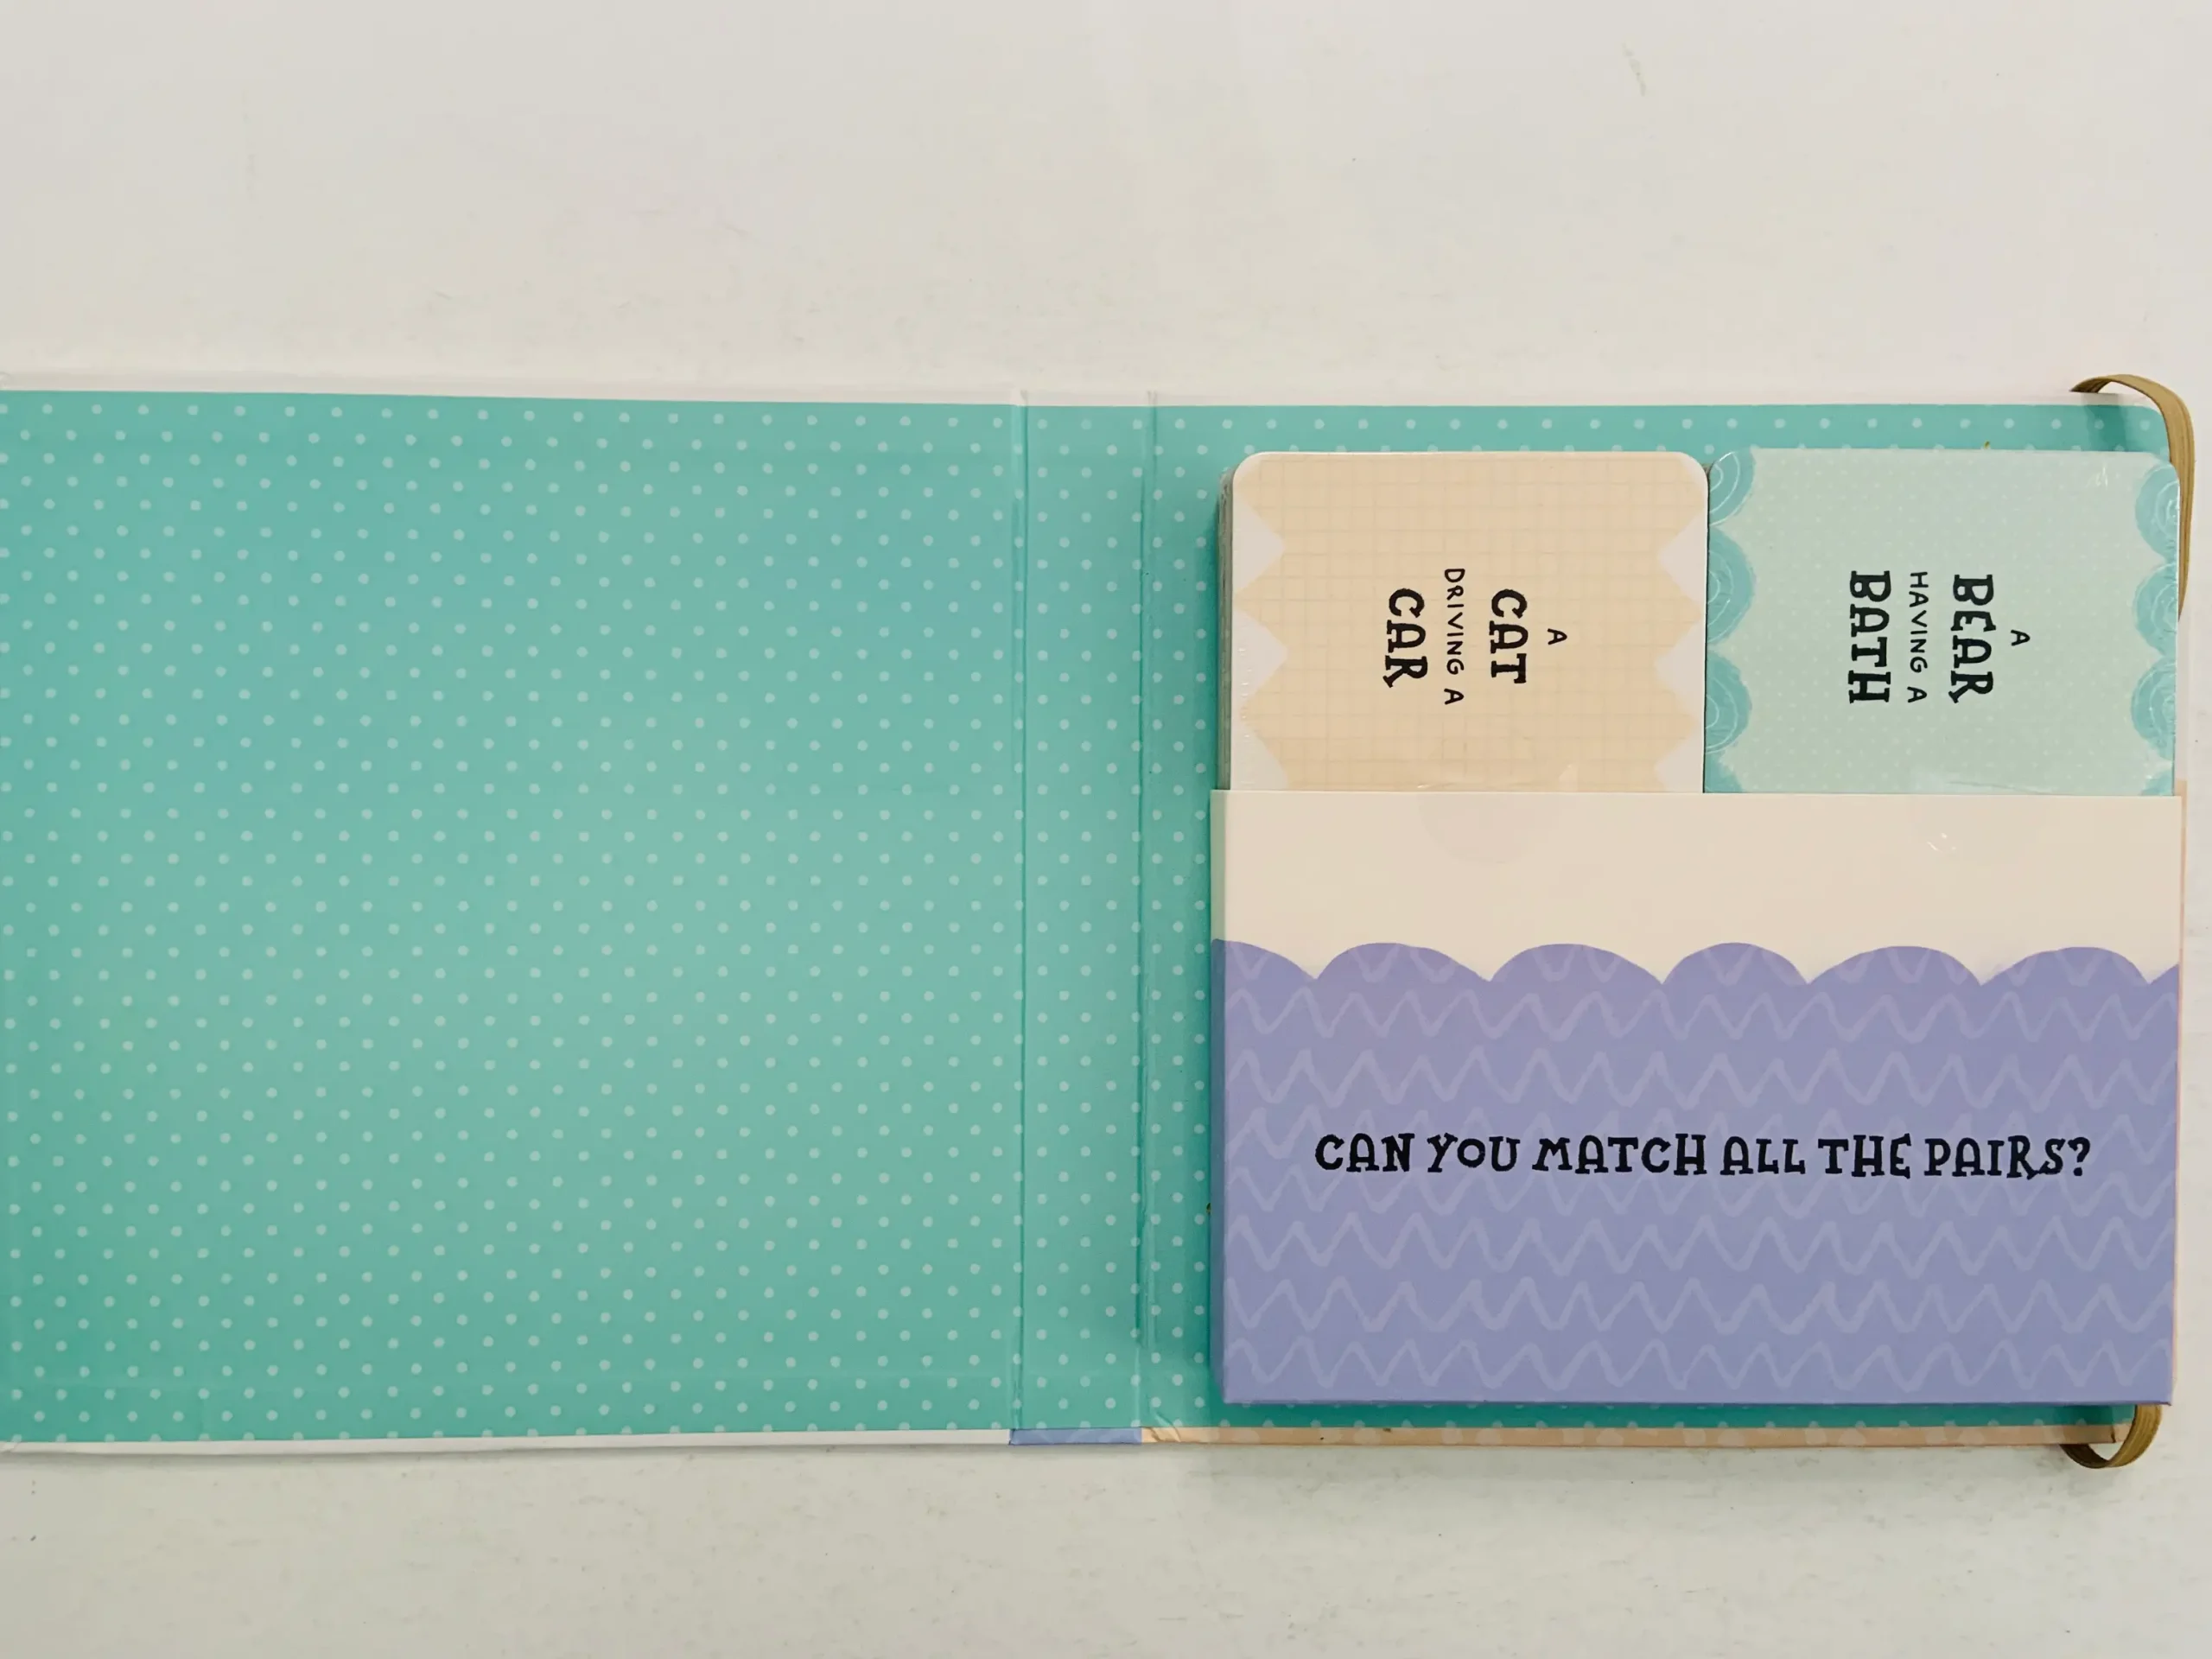 A
CAT
DRIVING A
CAR
A
BEAR
HAVING A
BATH
CAN YOU MATCH ALL THE PAIRS?